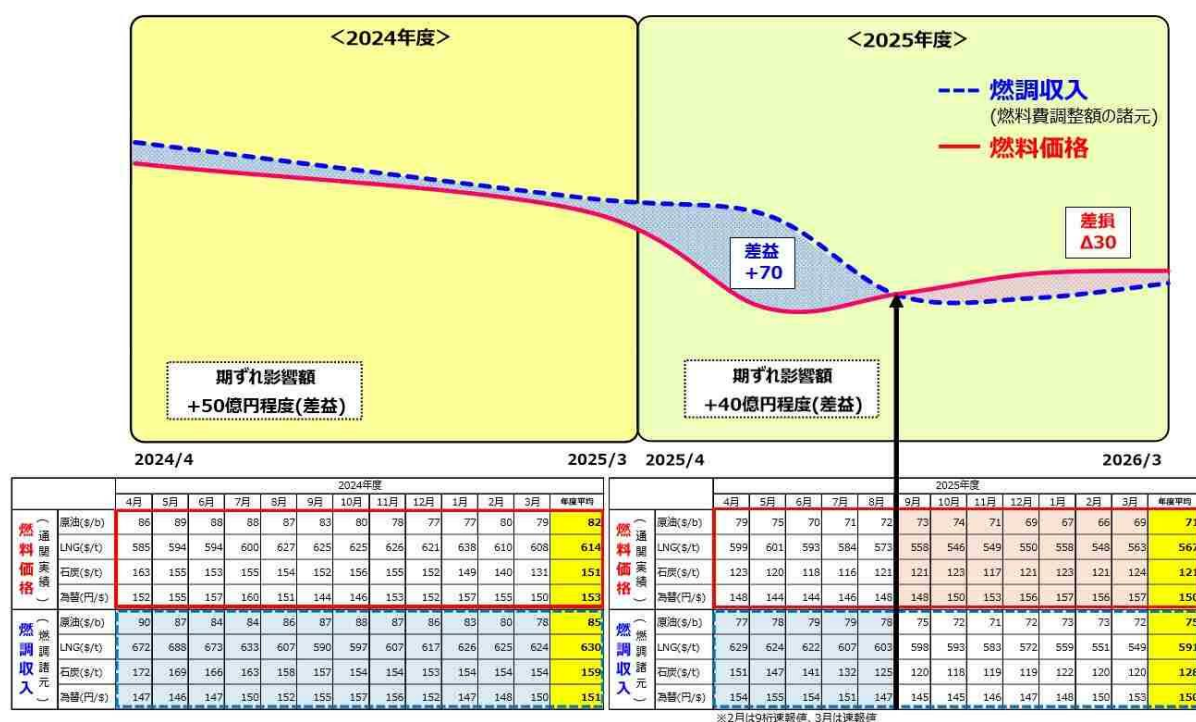 ＜2024年度＞
＜2025年度＞
燃調収入
(燃料費調整額の諸元)
燃料価格
差益
+70
差損
Δ30
期ずれ影響額
+50億円程度(差益)
期ずれ影響額
+40億円程度(差益)
2024/4 2025/3 2025/4 2026/3
2024年度
4月 5月 6月 7月 8月 9月 10月 11月 12月 1月 2月 3月 年度平均
燃料価格 (通関実績)
原油($/b) 86 89 88 88 87 83 80 78 77 77 80 79 82
LNG($/t) 585 594 594 600 627 625 625 626 621 638 610 608 614
石炭($/t) 163 155 153 155 154 152 156 155 152 149 140 131 151
為替(円/$) 152 155 157 160 151 144 146 153 152 157 155 150 153
燃調収入 (燃調諸元)
原油($/b) 90 87 84 84 86 87 88 87 86 83 80 78 85
LNG($/t) 672 688 673 633 607 590 597 607 617 626 625 624 630
石炭($/t) 172 169 166 163 158 157 154 154 153 154 154 154 159
為替(円/$) 147 146 147 150 152 155 157 156 152 147 148 150 151
2025年度
4月 5月 6月 7月 8月 9月 10月 11月 12月 1月 2月 3月 年度平均
燃料価格 (通関実績)
原油($/b) 79 75 70 71 72 73 74 71 69 67 66 69 71
LNG($/t) 599 601 593 584 573 558 546 549 550 558 548 563 562
石炭($/t) 123 120 118 116 121 121 123 117 121 123 121 124 121
為替(円/$) 148 144 144 146 148 148 150 153 156 157 156 157 150
燃調収入 (燃調諸元)
原油($/b) 77 78 79 79 78 75 72 71 72 73 73 72 75
LNG($/t) 629 624 622 607 603 598 593 583 572 559 551 549 591
石炭($/t) 151 147 141 132 125 120 118 119 119 122 120 120 128
為替(円/$) 154 155 154 151 147 145 145 146 147 148 150 153 150
※2月は9桁速報値、3月は速報値